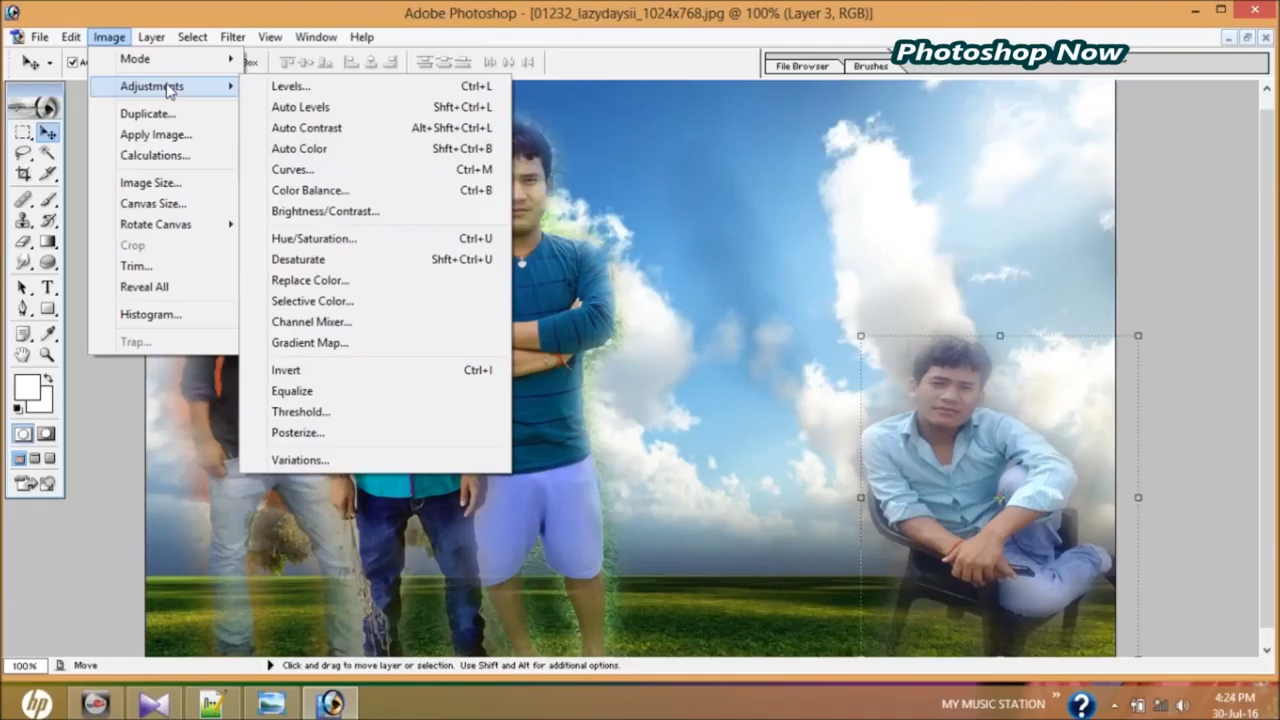 Adobe Photoshop - [01232_lazydaysii_1024x768.jpg @ 100% (Layer 3, RGB)]
File Edit Image Layer Select Filter View Window Help
Photoshop Now
File Browser Brushes
Mode
Adjustments
Duplicate...
Apply Image...
Calculations...
Image Size...
Canvas Size...
Rotate Canvas
Crop
Trim...
Reveal All
Histogram...
Trap...
Levels... Ctrl+L
Auto Levels Shft+Ctrl+L
Auto Contrast Alt+Shft+Ctrl+L
Auto Color Shft+Ctrl+B
Curves... Ctrl+M
Color Balance... Ctrl+B
Brightness/Contrast...
Hue/Saturation... Ctrl+U
Desaturate Shft+Ctrl+U
Replace Color...
Selective Color...
Channel Mixer...
Gradient Map...
Invert Ctrl+I
Equalize
Threshold...
Posterize...
Variations...
100% Move Click and drag to move layer or selection. Use Shift and Alt for additional options.
hp
MY MUSIC STATION
4:24 PM
30-Jul-16